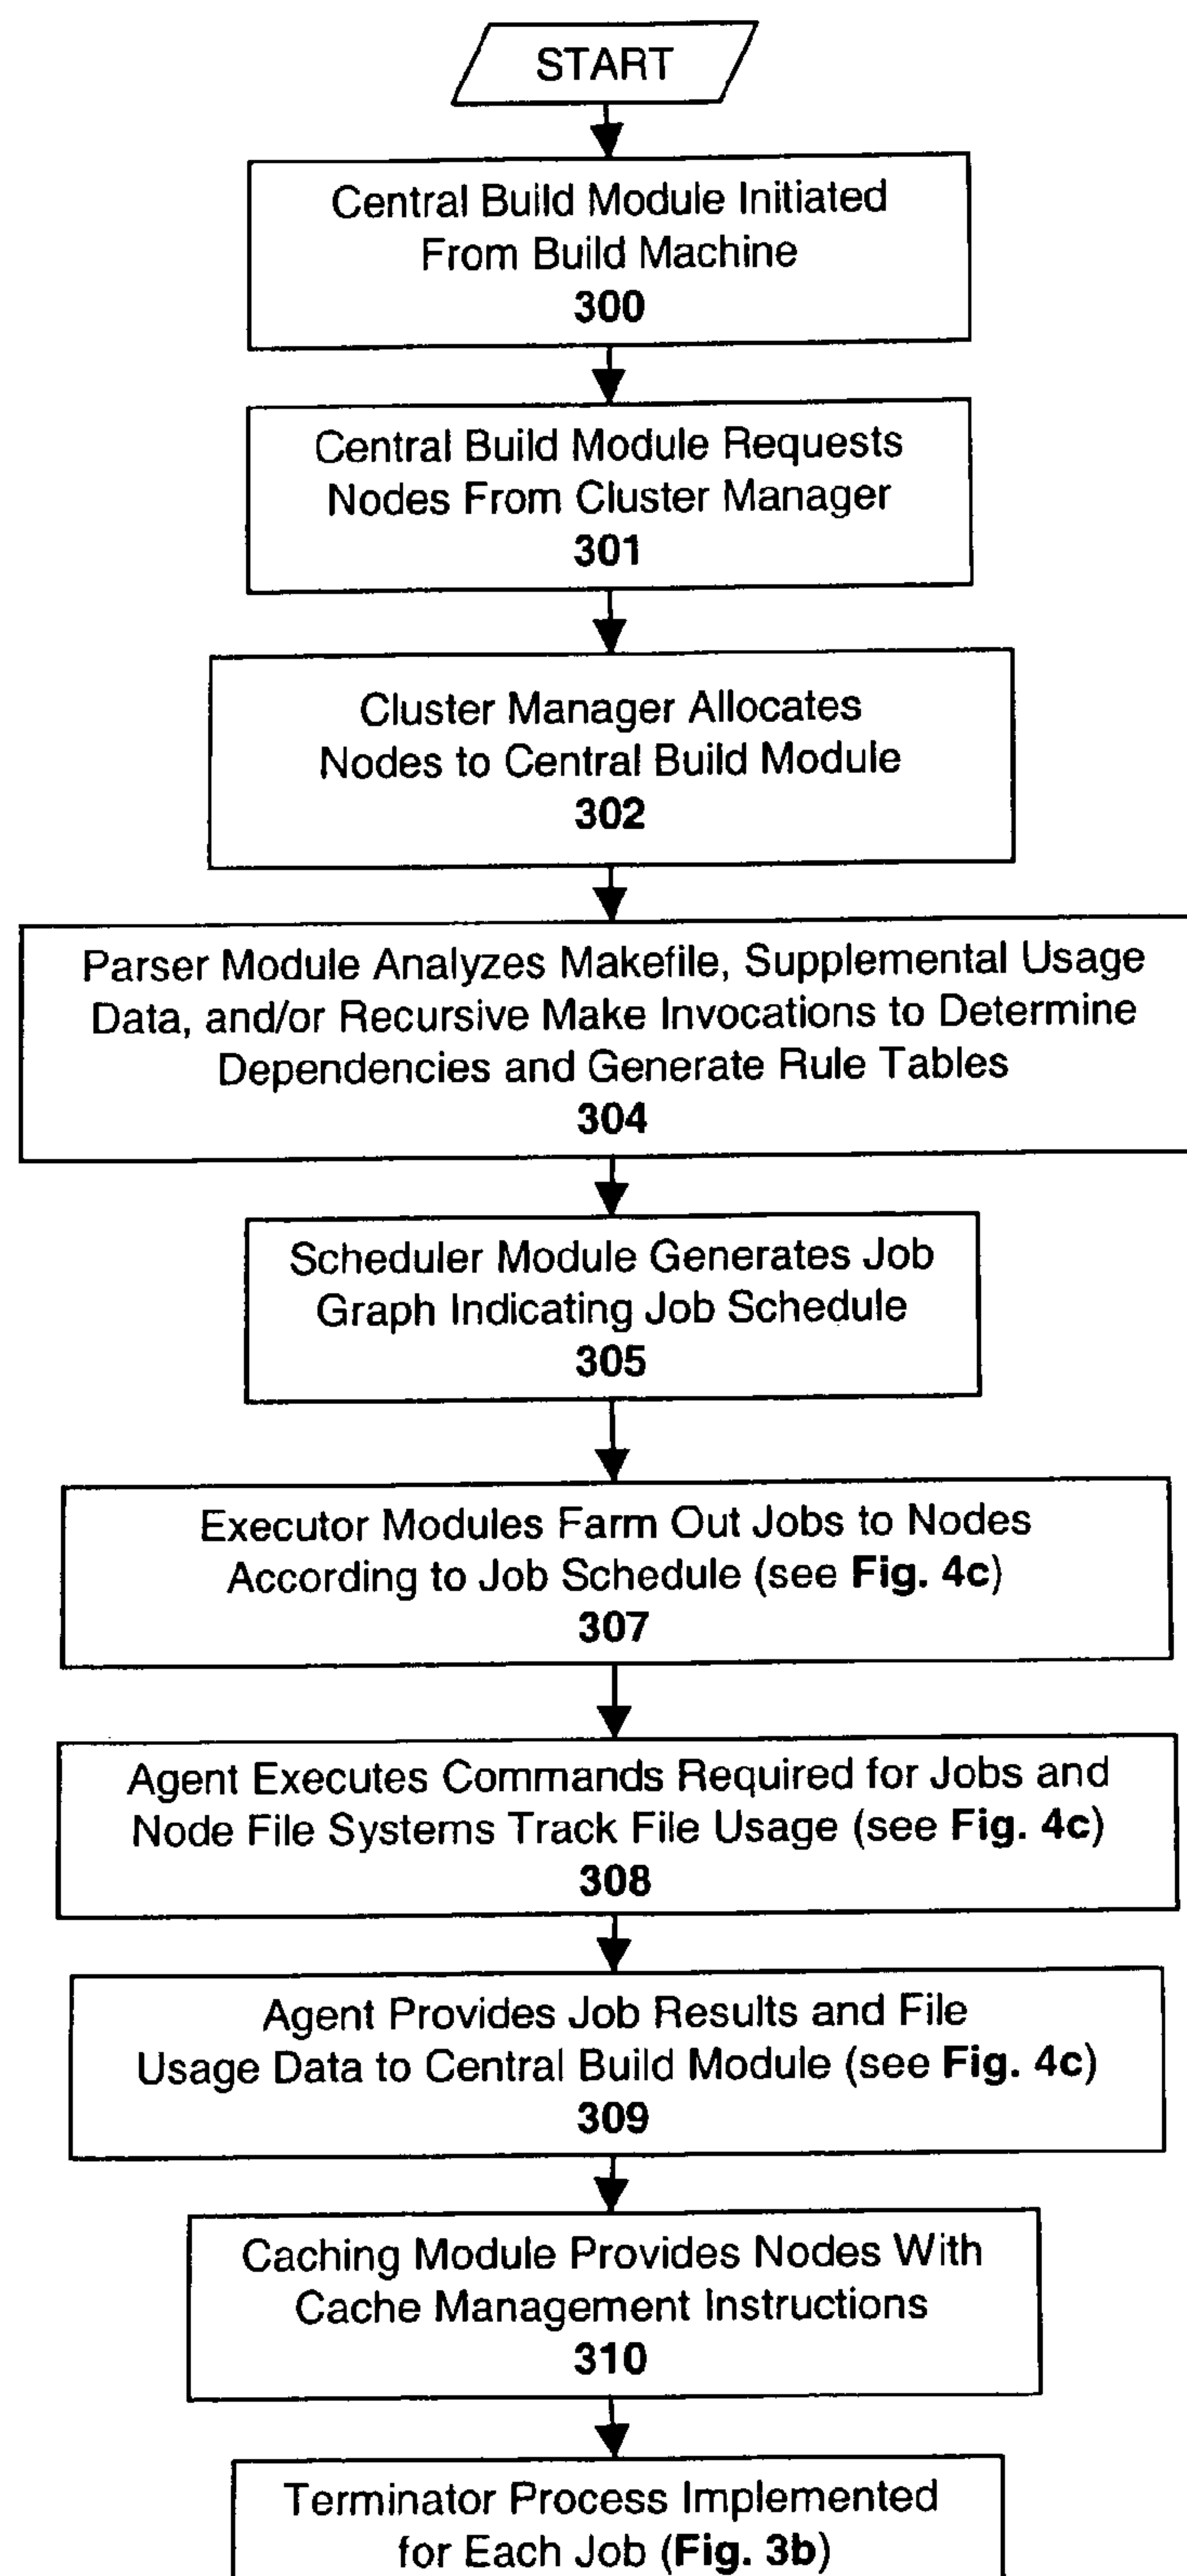 START
Central Build Module Initiated
From Build Machine
300
Central Build Module Requests
Nodes From Cluster Manager
301
Cluster Manager Allocates
Nodes to Central Build Module
302
Parser Module Analyzes Makefile, Supplemental Usage
Data, and/or Recursive Make Invocations to Determine
Dependencies and Generate Rule Tables
304
Scheduler Module Generates Job
Graph Indicating Job Schedule
305
Executor Modules Farm Out Jobs to Nodes
According to Job Schedule (see Fig. 4c)
307
Agent Executes Commands Required for Jobs and
Node File Systems Track File Usage (see Fig. 4c)
308
Agent Provides Job Results and File
Usage Data to Central Build Module (see Fig. 4c)
309
Caching Module Provides Nodes With
Cache Management Instructions
310
Terminator Process Implemented
for Each Job (Fig. 3b)